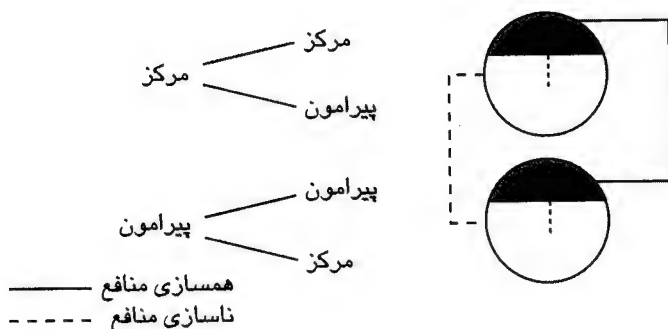 مرکز
مرکز
پیرامون
پیرامون
پیرامون
مرکز
همسازی منافع
ناسازی منافع